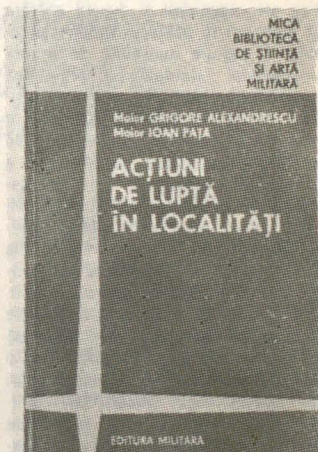 MICA
BIBLIOTECA
DE ȘTIINȚĂ
ȘI ARTĂ
MILITARĂ
Maior GRIGORE ALEXANDRESCU
Maior IOAN PAȚĂ
ACȚIUNI
DE LUPTĂ
ÎN LOCALITĂȚI
EDITURA MILITARĂ